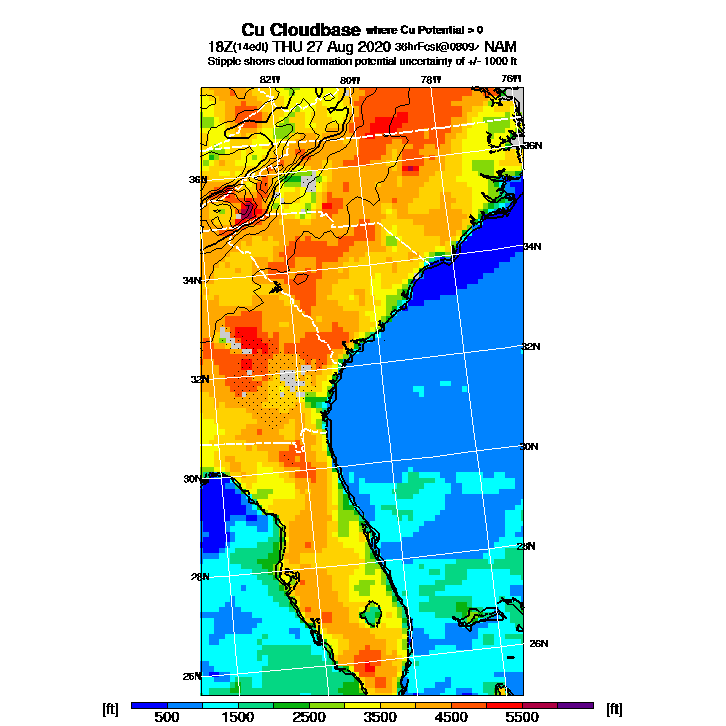 Cu Cloudbase where Cu Potential > 0
18Z(14edt) THU 27 Aug 2020 36hrFcst@0809z NAM
Stipple shows cloud formation potential uncertainty of +/- 1000 ft
82W 80W 78W 76W
36N
36N
34N
34N
32N
32N
30N
30N
28N
28N
26N
26N
[ft] 500 1500 2500 3500 4500 5500 [ft]